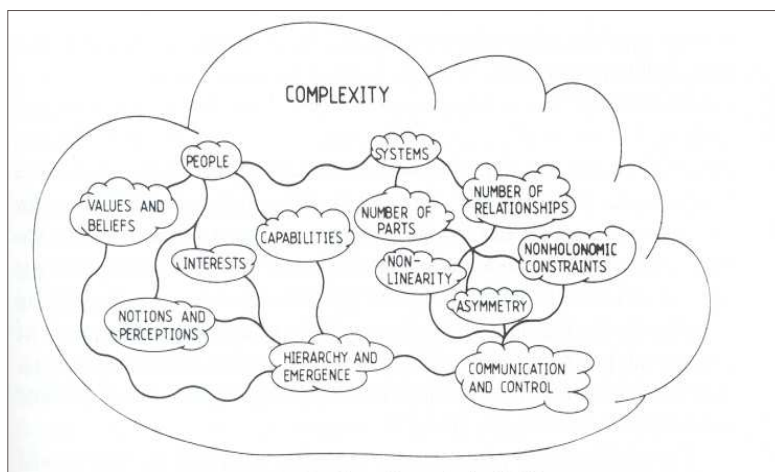 COMPLEXITY
PEOPLE
SYSTEMS
VALUES AND
BELIEFS
CAPABILITIES
NUMBER OF
PARTS
NUMBER OF
RELATIONSHIPS
INTERESTS
NON-
LINEARITY
NONHOLONOMIC
CONSTRAINTS
NOTIONS AND
PERCEPTIONS
ASYMMETRY
HIERARCHY AND
EMERGENCE
COMMUNICATION
AND CONTROL